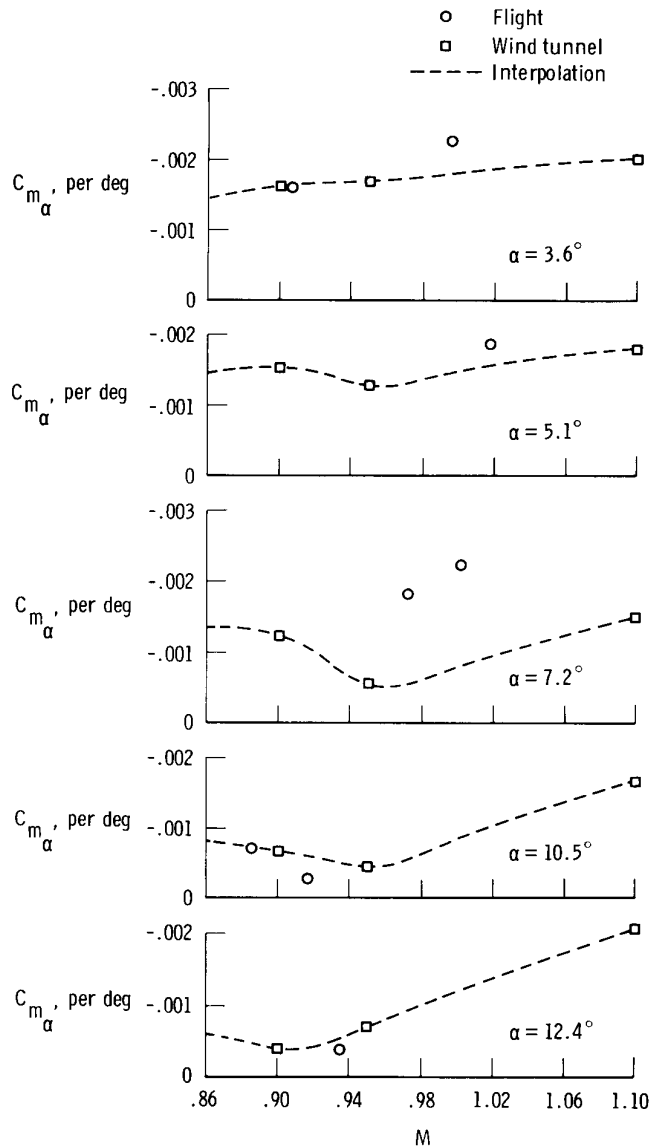 Flight
Wind tunnel
Interpolation
-.003
-.002
-.001
0
C_mα, per deg
α = 3.6°
-.002
-.001
0
C_mα, per deg
α = 5.1°
-.003
-.002
-.001
0
C_mα, per deg
α = 7.2°
-.002
-.001
0
C_mα, per deg
α = 10.5°
-.002
-.001
0
C_mα, per deg
α = 12.4°
.86 .90 .94 .98 1.02 1.06 1.10
M